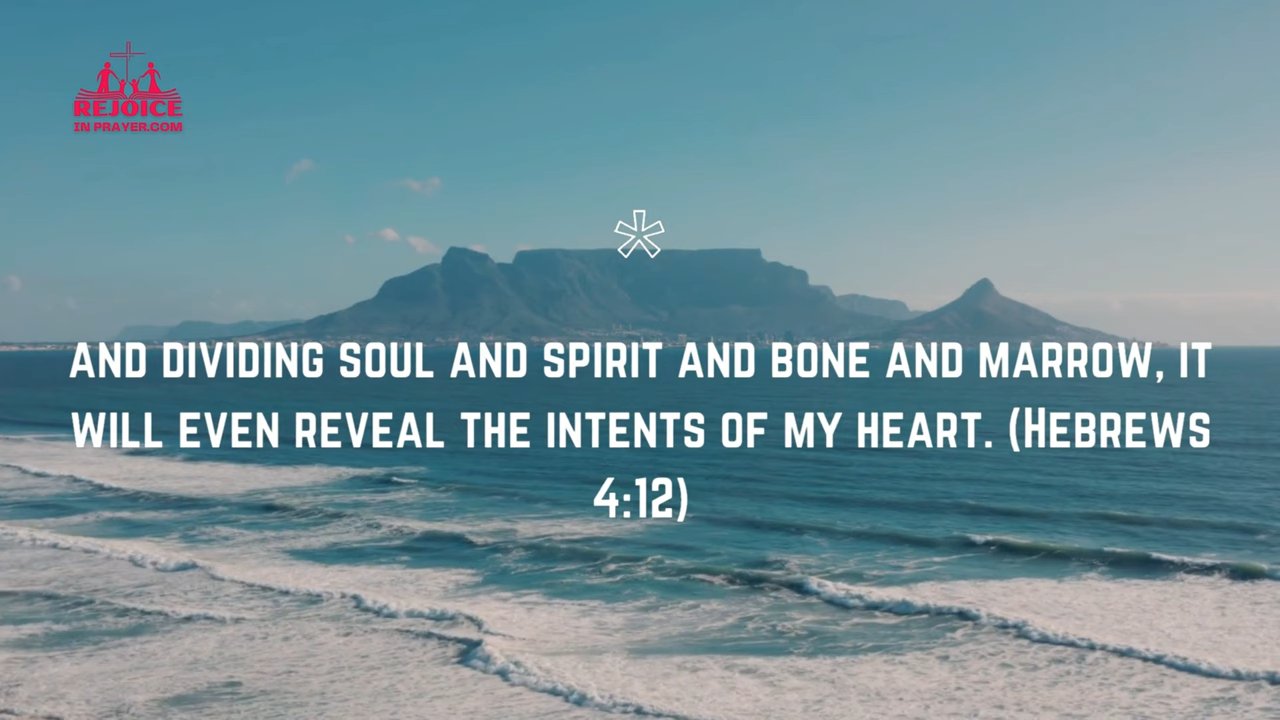 REJOICE
IN PRAYER.COM
AND DIVIDING SOUL AND SPIRIT AND BONE AND MARROW, IT
WILL EVEN REVEAL THE INTENTS OF MY HEART. (HEBREWS
4:12)